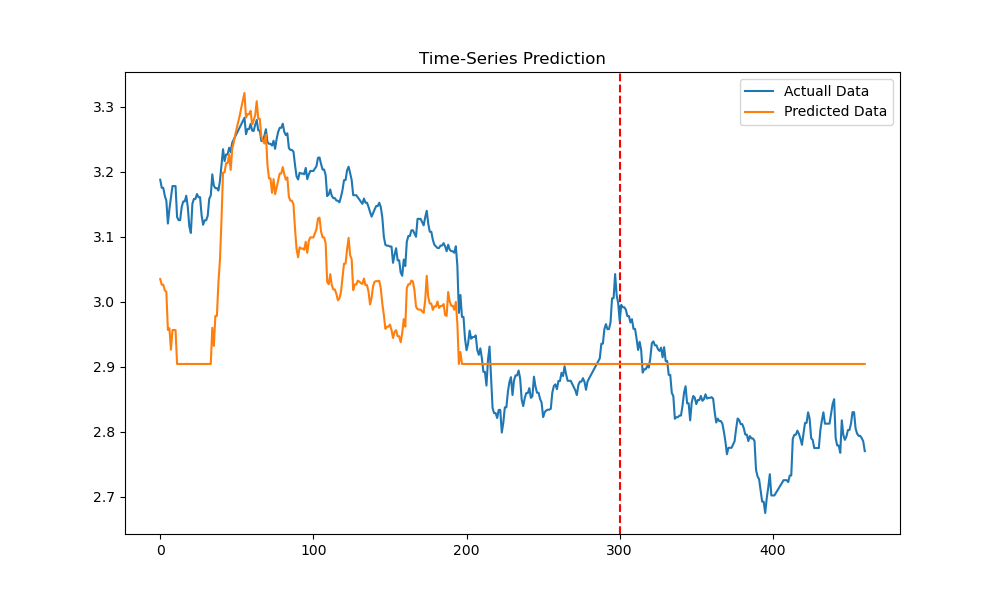 Time-Series Prediction
Actuall Data
Predicted Data
3.3
3.2
3.1
3.0
2.9
2.8
2.7
0 100 200 300 400